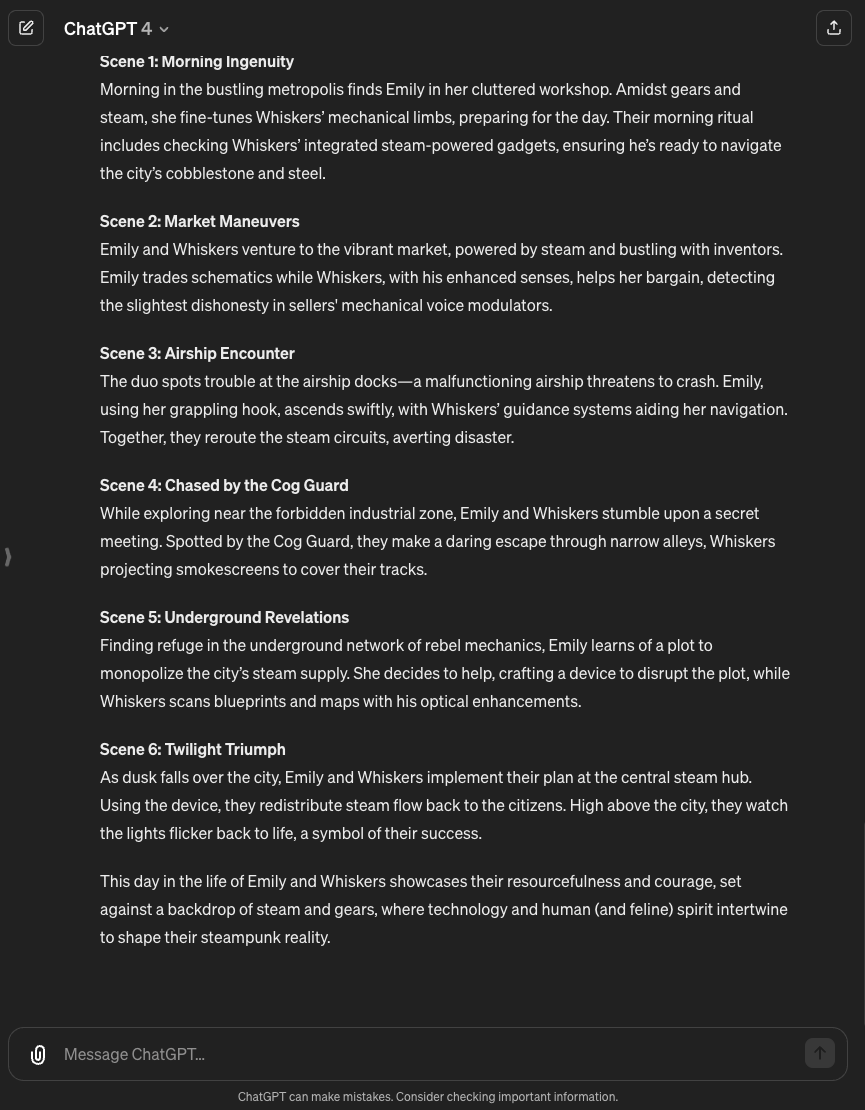 ChatGPT 4
Scene 1: Morning Ingenuity
Morning in the bustling metropolis finds Emily in her cluttered workshop. Amidst gears and
steam, she fine-tunes Whiskers’ mechanical limbs, preparing for the day. Their morning ritual
includes checking Whiskers’ integrated steam-powered gadgets, ensuring he’s ready to navigate
the city’s cobblestone and steel.
Scene 2: Market Maneuvers
Emily and Whiskers venture to the vibrant market, powered by steam and bustling with inventors.
Emily trades schematics while Whiskers, with his enhanced senses, helps her bargain, detecting
the slightest dishonesty in sellers' mechanical voice modulators.
Scene 3: Airship Encounter
The duo spots trouble at the airship docks—a malfunctioning airship threatens to crash. Emily,
using her grappling hook, ascends swiftly, with Whiskers’ guidance systems aiding her navigation.
Together, they reroute the steam circuits, averting disaster.
Scene 4: Chased by the Cog Guard
While exploring near the forbidden industrial zone, Emily and Whiskers stumble upon a secret
meeting. Spotted by the Cog Guard, they make a daring escape through narrow alleys, Whiskers
projecting smokescreens to cover their tracks.
Scene 5: Underground Revelations
Finding refuge in the underground network of rebel mechanics, Emily learns of a plot to
monopolize the city’s steam supply. She decides to help, crafting a device to disrupt the plot, while
Whiskers scans blueprints and maps with his optical enhancements.
Scene 6: Twilight Triumph
As dusk falls over the city, Emily and Whiskers implement their plan at the central steam hub.
Using the device, they redistribute steam flow back to the citizens. High above the city, they watch
the lights flicker back to life, a symbol of their success.
This day in the life of Emily and Whiskers showcases their resourcefulness and courage, set
against a backdrop of steam and gears, where technology and human (and feline) spirit intertwine
to shape their steampunk reality.
Message ChatGPT...
ChatGPT can make mistakes. Consider checking important information.